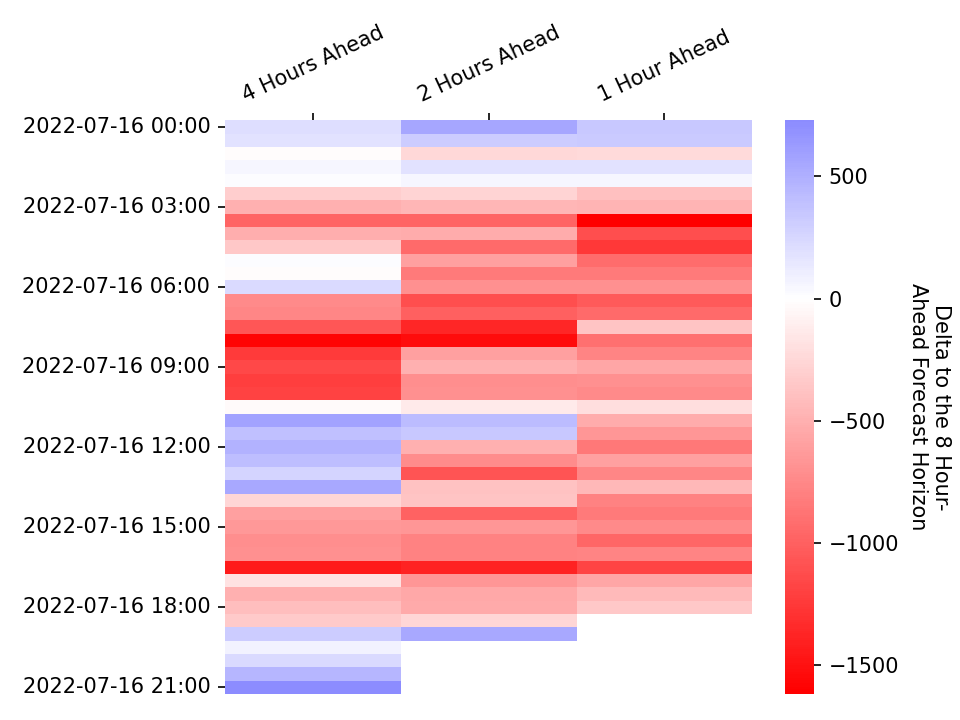 4 Hours Ahead
2 Hours Ahead
1 Hour Ahead
2022-07-16 00:00
2022-07-16 03:00
2022-07-16 06:00
2022-07-16 09:00
2022-07-16 12:00
2022-07-16 15:00
2022-07-16 18:00
2022-07-16 21:00
500
0
−500
−1000
−1500
Delta to the 8 Hour-
Ahead Forecast Horizon